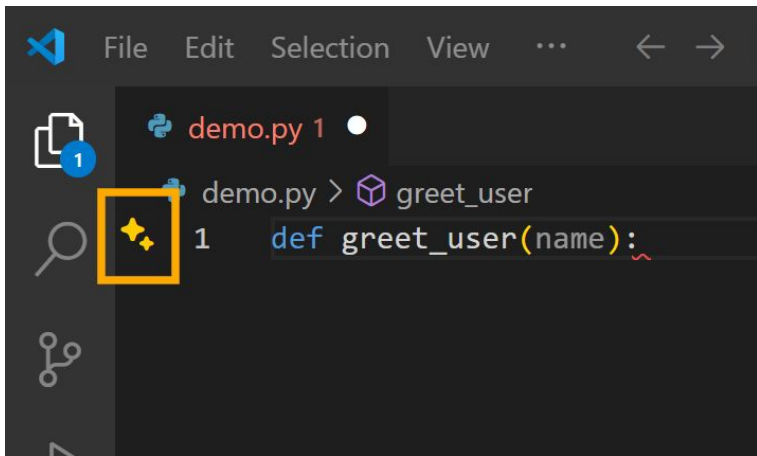 File Edit Selection View ...
1
demo.py 1
demo.py > greet_user
1 def greet_user(name):